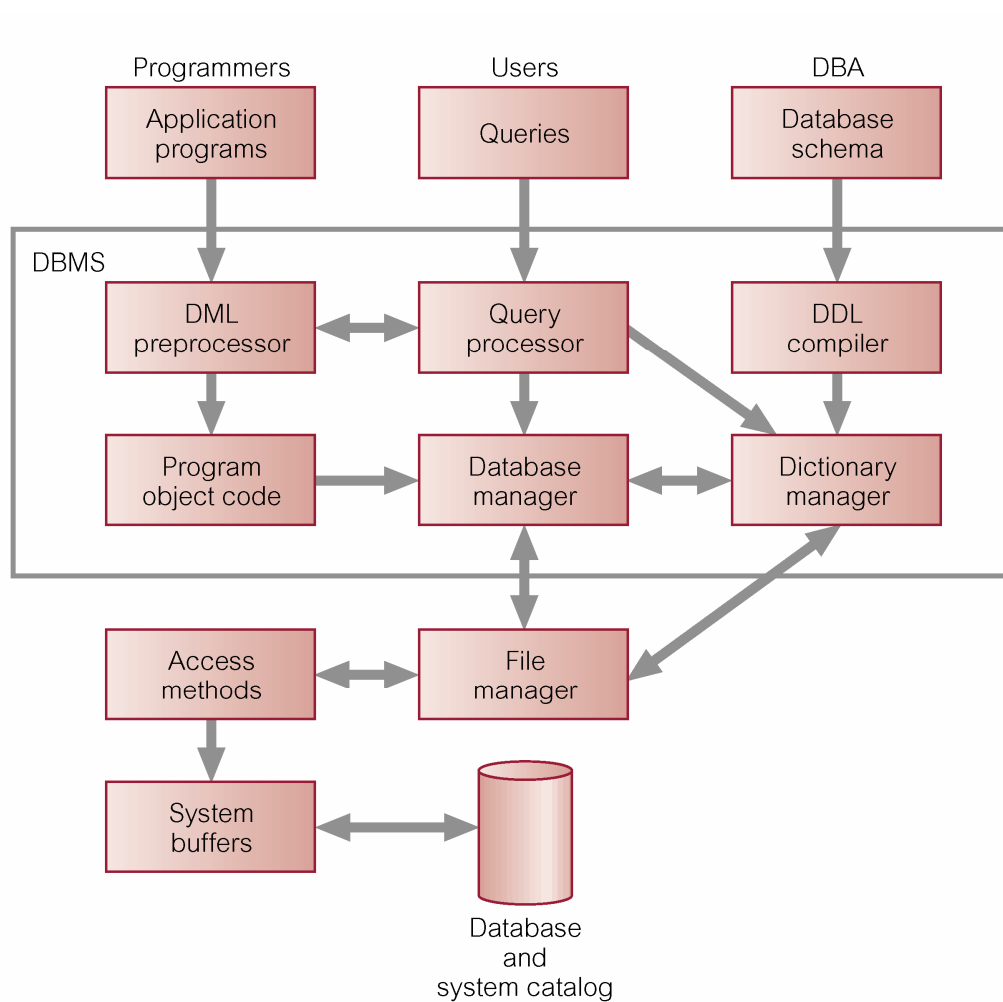 Programmers
Users
DBA
Application
programs
Queries
Database
schema
DBMS
DML
preprocessor
Query
processor
DDL
compiler
Program
object code
Database
manager
Dictionary
manager
Access
methods
File
manager
System
buffers
Database
and
system catalog